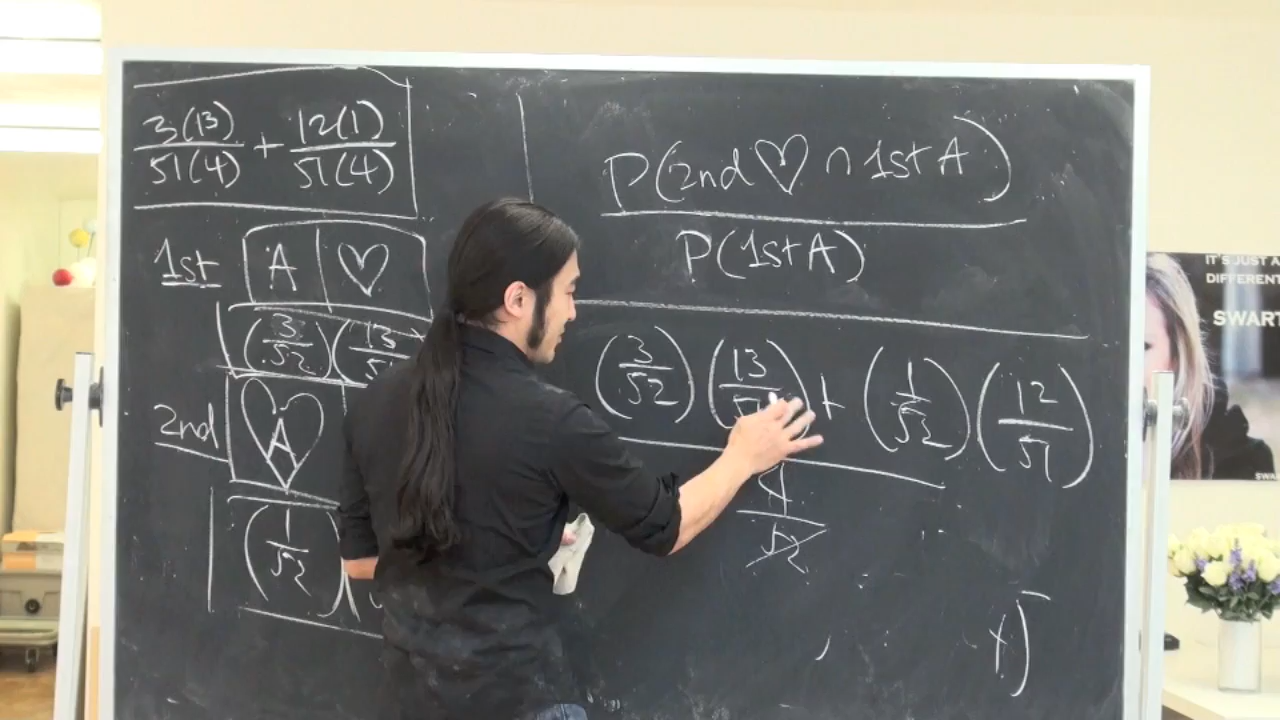 3(13)/51(4) + 12(1)/51(4)
1st A ♡
(3/52)(13/51
2nd ♡ A
(1/52)(
P(2nd ♡ ∩ 1st A)
P(1st A)
(3/52)(13/51) + (1/52)(12/51)
4/52
IT'S JUST A
DIFFERENT
SWART